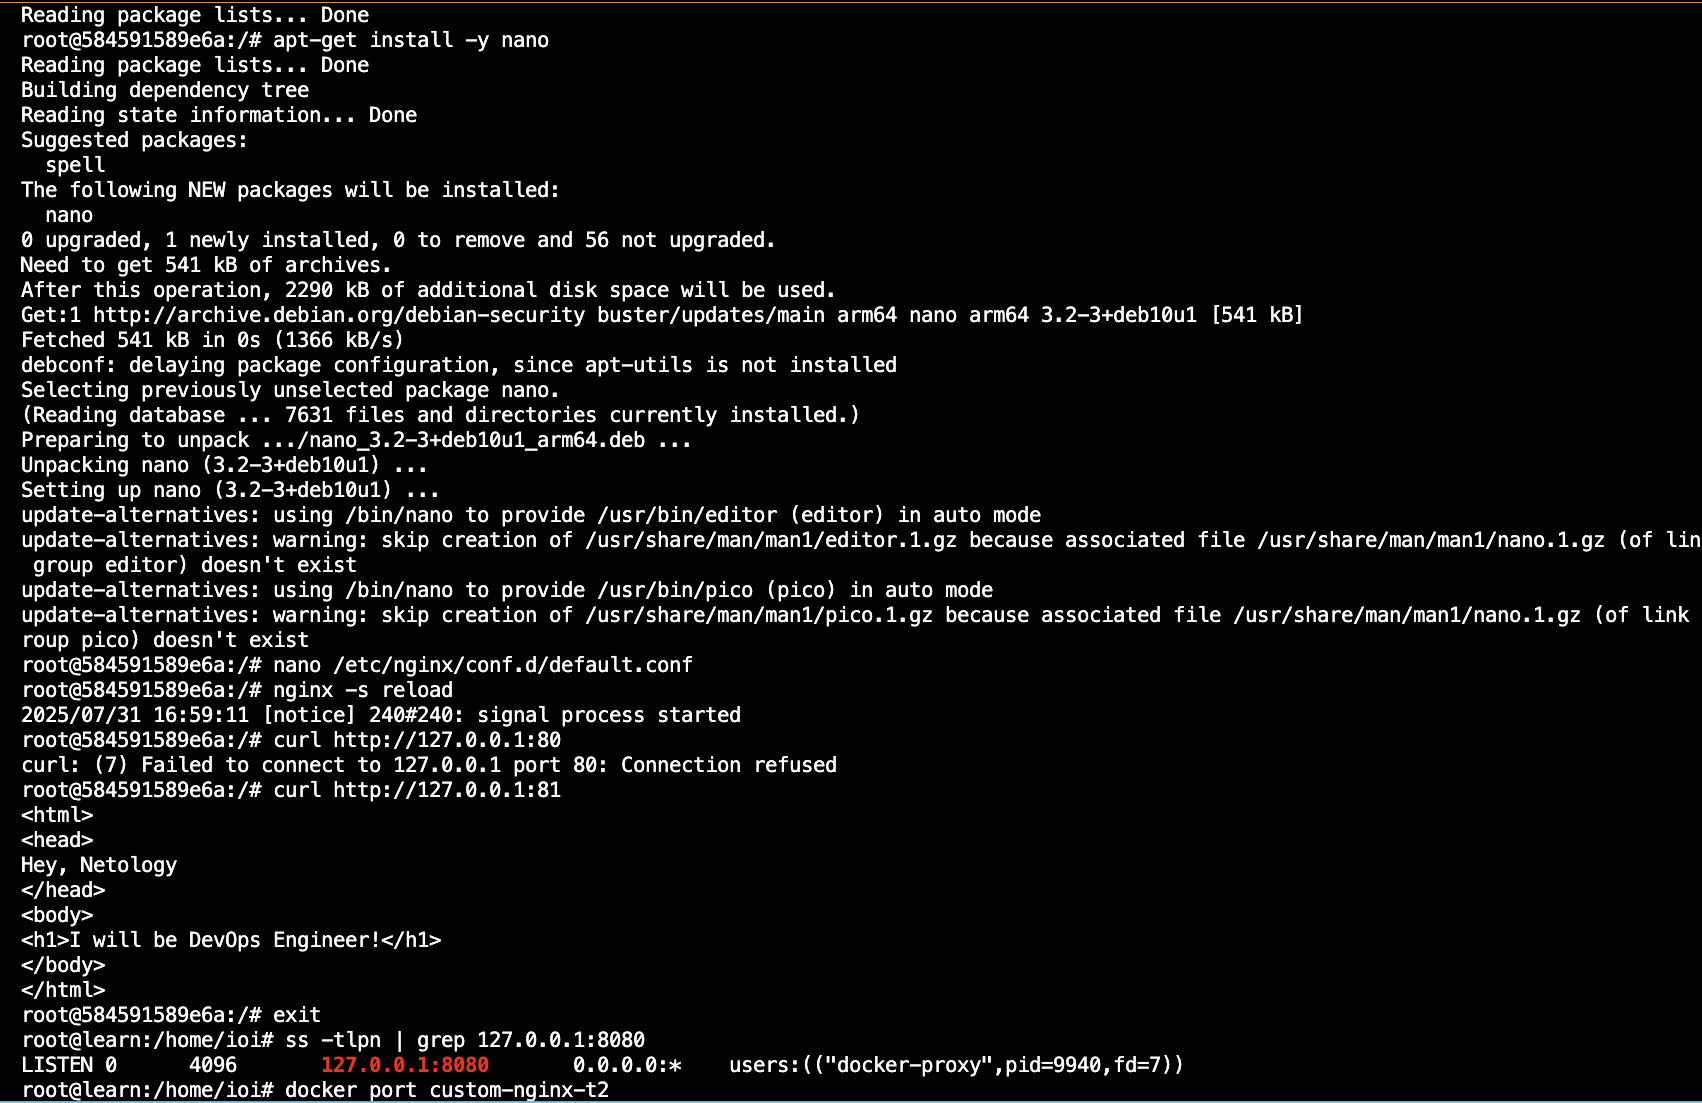 Reading package lists... Done
root@584591589e6a:/# apt-get install -y nano
Reading package lists... Done
Building dependency tree
Reading state information... Done
Suggested packages:
  spell
The following NEW packages will be installed:
  nano
0 upgraded, 1 newly installed, 0 to remove and 56 not upgraded.
Need to get 541 kB of archives.
After this operation, 2290 kB of additional disk space will be used.
Get:1 http://archive.debian.org/debian-security buster/updates/main arm64 nano arm64 3.2-3+deb10u1 [541 kB]
Fetched 541 kB in 0s (1366 kB/s)
debconf: delaying package configuration, since apt-utils is not installed
Selecting previously unselected package nano.
(Reading database ... 7631 files and directories currently installed.)
Preparing to unpack .../nano_3.2-3+deb10u1_arm64.deb ...
Unpacking nano (3.2-3+deb10u1) ...
Setting up nano (3.2-3+deb10u1) ...
update-alternatives: using /bin/nano to provide /usr/bin/editor (editor) in auto mode
update-alternatives: warning: skip creation of /usr/share/man/man1/editor.1.gz because associated file /usr/share/man/man1/nano.1.gz (of lin
 group editor) doesn't exist
update-alternatives: using /bin/nano to provide /usr/bin/pico (pico) in auto mode
update-alternatives: warning: skip creation of /usr/share/man/man1/pico.1.gz because associated file /usr/share/man/man1/nano.1.gz (of link
roup pico) doesn't exist
root@584591589e6a:/# nano /etc/nginx/conf.d/default.conf
root@584591589e6a:/# nginx -s reload
2025/07/31 16:59:11 [notice] 240#240: signal process started
root@584591589e6a:/# curl http://127.0.0.1:80
curl: (7) Failed to connect to 127.0.0.1 port 80: Connection refused
root@584591589e6a:/# curl http://127.0.0.1:81
<html>
<head>
Hey, Netology
</head>
<body>
<h1>I will be DevOps Engineer!</h1>
</body>
</html>
root@584591589e6a:/# exit
root@learn:/home/ioi# ss -tlpn | grep 127.0.0.1:8080
LISTEN 0      4096       127.0.0.1:8080       0.0.0.0:*    users:(("docker-proxy",pid=9940,fd=7))
root@learn:/home/ioi# docker port custom-nginx-t2